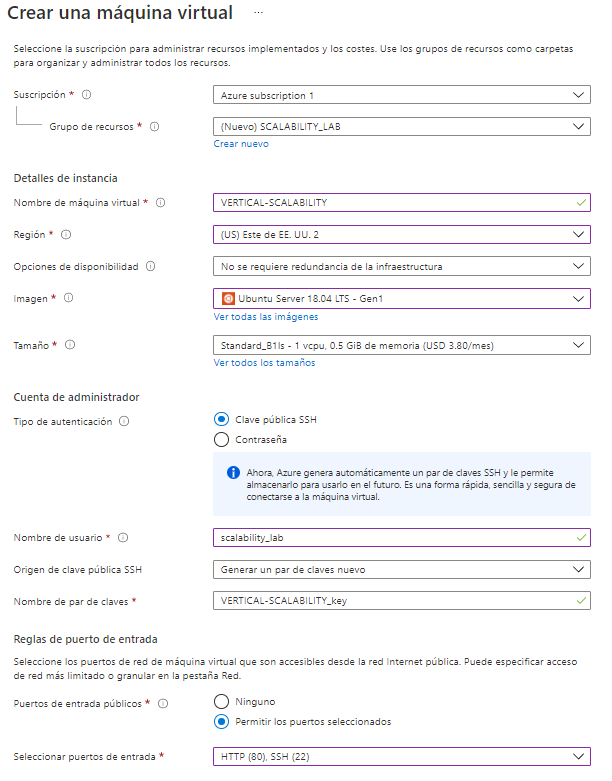 Crear una máquina virtual ...
Seleccione la suscripción para administrar recursos implementados y los costes. Use los grupos de recursos como carpetas
para organizar y administrar todos los recursos.
Suscripción *
Azure subscription 1
Grupo de recursos *
(Nuevo) SCALABILITY_LAB
Crear nuevo
Detalles de instancia
Nombre de máquina virtual *
VERTICAL-SCALABILITY
Región *
(US) Este de EE. UU. 2
Opciones de disponibilidad
No se requiere redundancia de la infraestructura
Imagen *
Ubuntu Server 18.04 LTS - Gen1
Ver todas las imágenes
Tamaño *
Standard_B1ls - 1 vcpu, 0.5 GiB de memoria (USD 3.80/mes)
Ver todos los tamaños
Cuenta de administrador
Tipo de autenticación
Clave pública SSH
Contraseña
Ahora, Azure genera automáticamente un par de claves SSH y le permite
almacenarlo para usarlo en el futuro. Es una forma rápida, sencilla y segura de
conectarse a la máquina virtual.
Nombre de usuario *
scalability_lab
Origen de clave pública SSH
Generar un par de claves nuevo
Nombre de par de claves *
VERTICAL-SCALABILITY_key
Reglas de puerto de entrada
Seleccione los puertos de red de máquina virtual que son accesibles desde la red Internet pública. Puede especificar acceso
de red más limitado o granular en la pestaña Red.
Puertos de entrada públicos *
Ninguno
Permitir los puertos seleccionados
Seleccionar puertos de entrada *
HTTP (80), SSH (22)